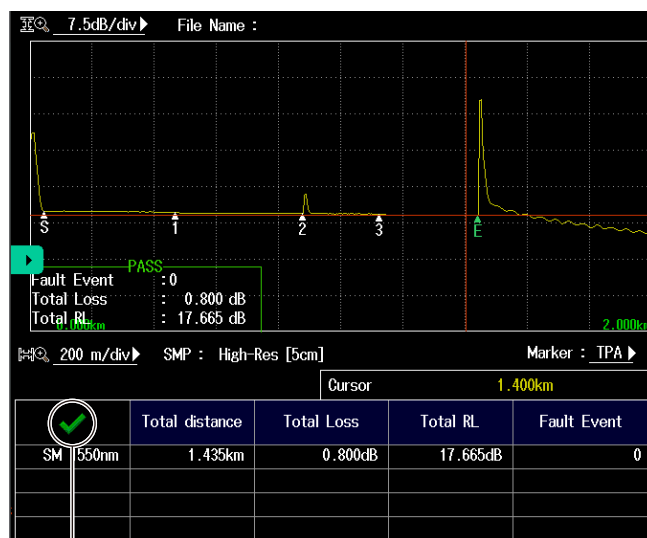 7.5dB/div File Name :
S 1 2 3 E
PASS
Fault Event :0
Total Loss : 0.800 dB
Total RL : 17.665 dB
0.000km 2.000km
200 m/div SMP : High-Res [5cm] Marker : TPA
Cursor 1.400km
Total distance Total Loss Total RL Fault Event
SM 1550nm 1.435km 0.800dB 17.665dB 0